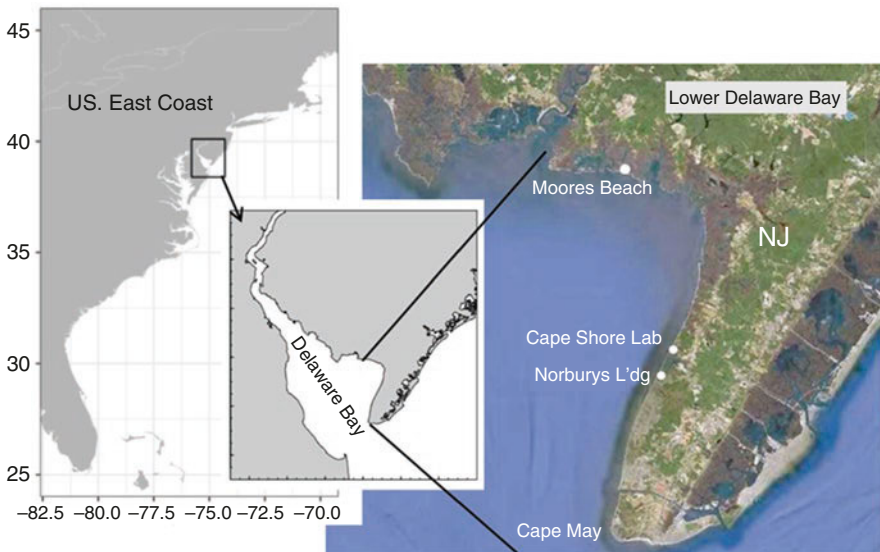 45
40
35
30
25
−82.5 −80.0 −77.5 −75.0 −72.5 −70.0
US. East Coast
Delaware Bay
Lower Delaware Bay
Moores Beach
NJ
Cape Shore Lab
Norburys L'dg
Cape May